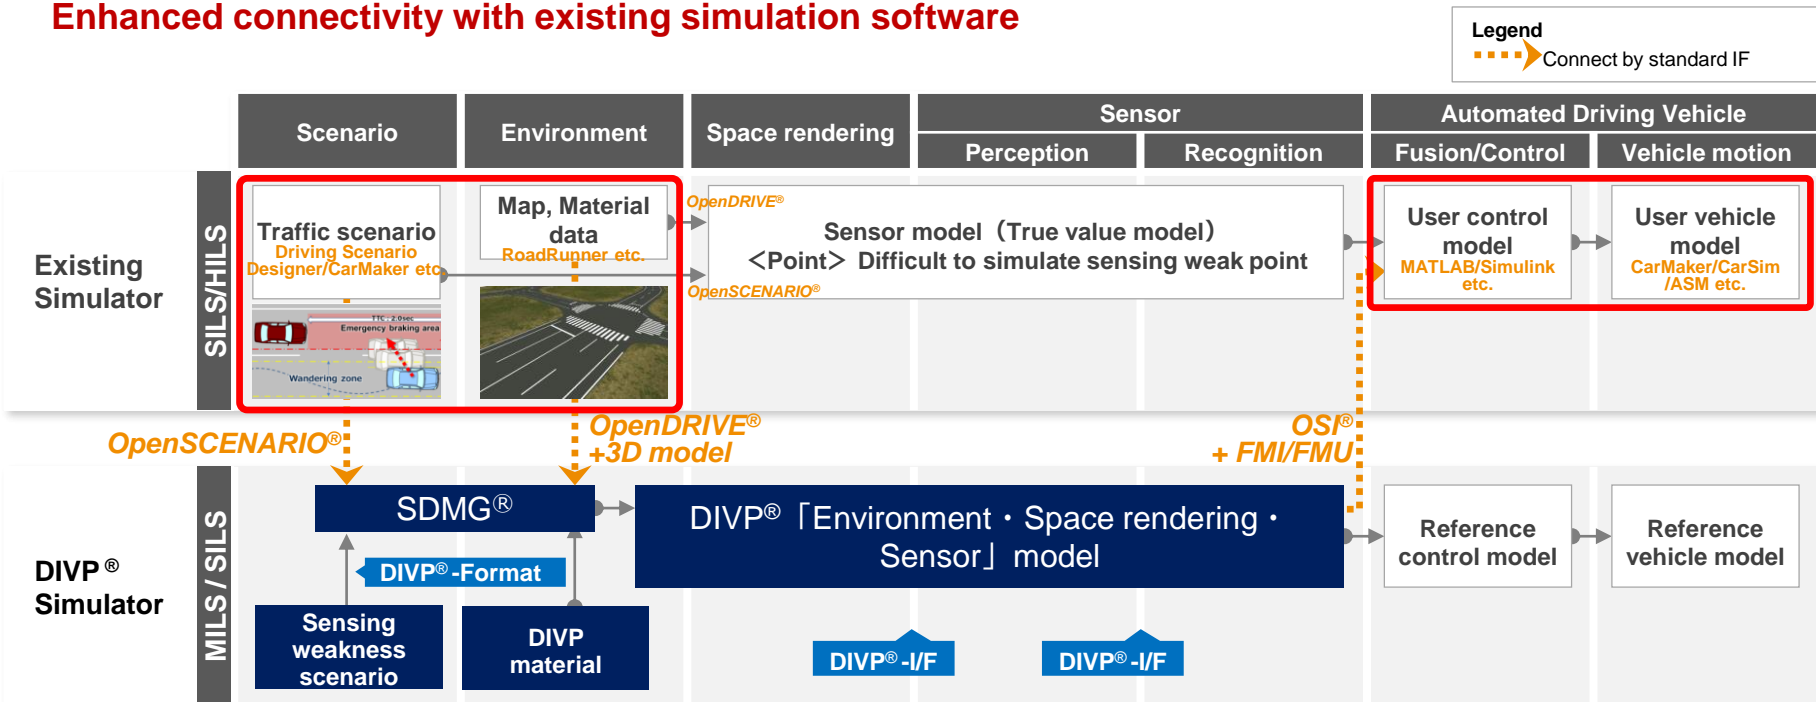 Enhanced connectivity with existing simulation software
Legend
Connect by standard IF
Scenario
Environment
Space rendering
Sensor
Automated Driving Vehicle
Perception
Recognition
Fusion/Control
Vehicle motion
Existing
Simulator
SILS/HILS
Traffic scenario
Driving Scenario
Designer/CarMaker etc.
TTC : 2.0sec
Emergency braking area
Wandering zone
Map, Material
data
RoadRunner etc.
OpenDRIVE®
OpenSCENARIO®
Sensor model（True value model）
＜Point＞ Difficult to simulate sensing weak point
User control
model
MATLAB/Simulink
etc.
User vehicle
model
CarMaker/CarSim
/ASM etc.
OpenSCENARIO®
OpenDRIVE®
+3D model
OSI®
+ FMI/FMU
DIVP ®
Simulator
MILS / SILS
SDMG®
DIVP®-Format
Sensing
weakness
scenario
DIVP
material
DIVP®「Environment・Space rendering・
Sensor」model
DIVP®-I/F
DIVP®-I/F
Reference
control model
Reference
vehicle model